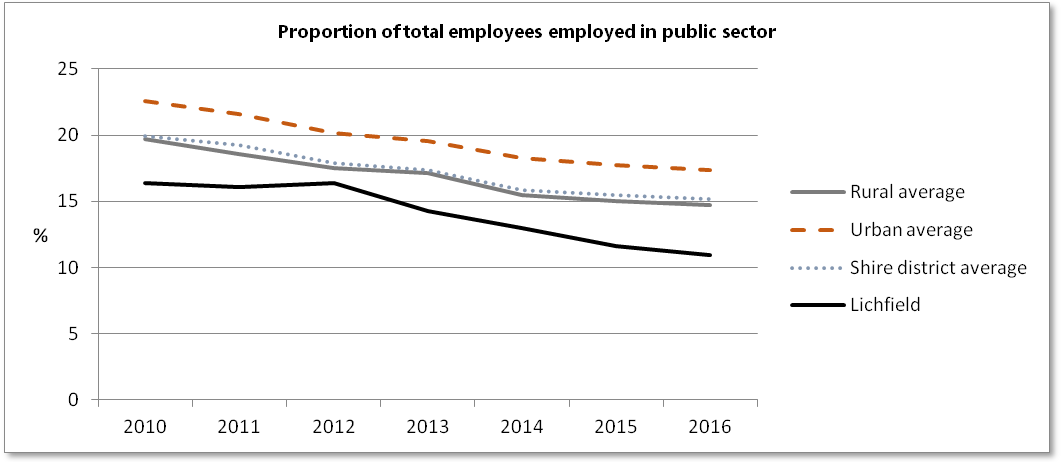 Proportion of total employees employed in public sector
25
20
15
%
10
5
0
2010 2011 2012 2013 2014 2015 2016
Rural average
Urban average
Shire district average
Lichfield